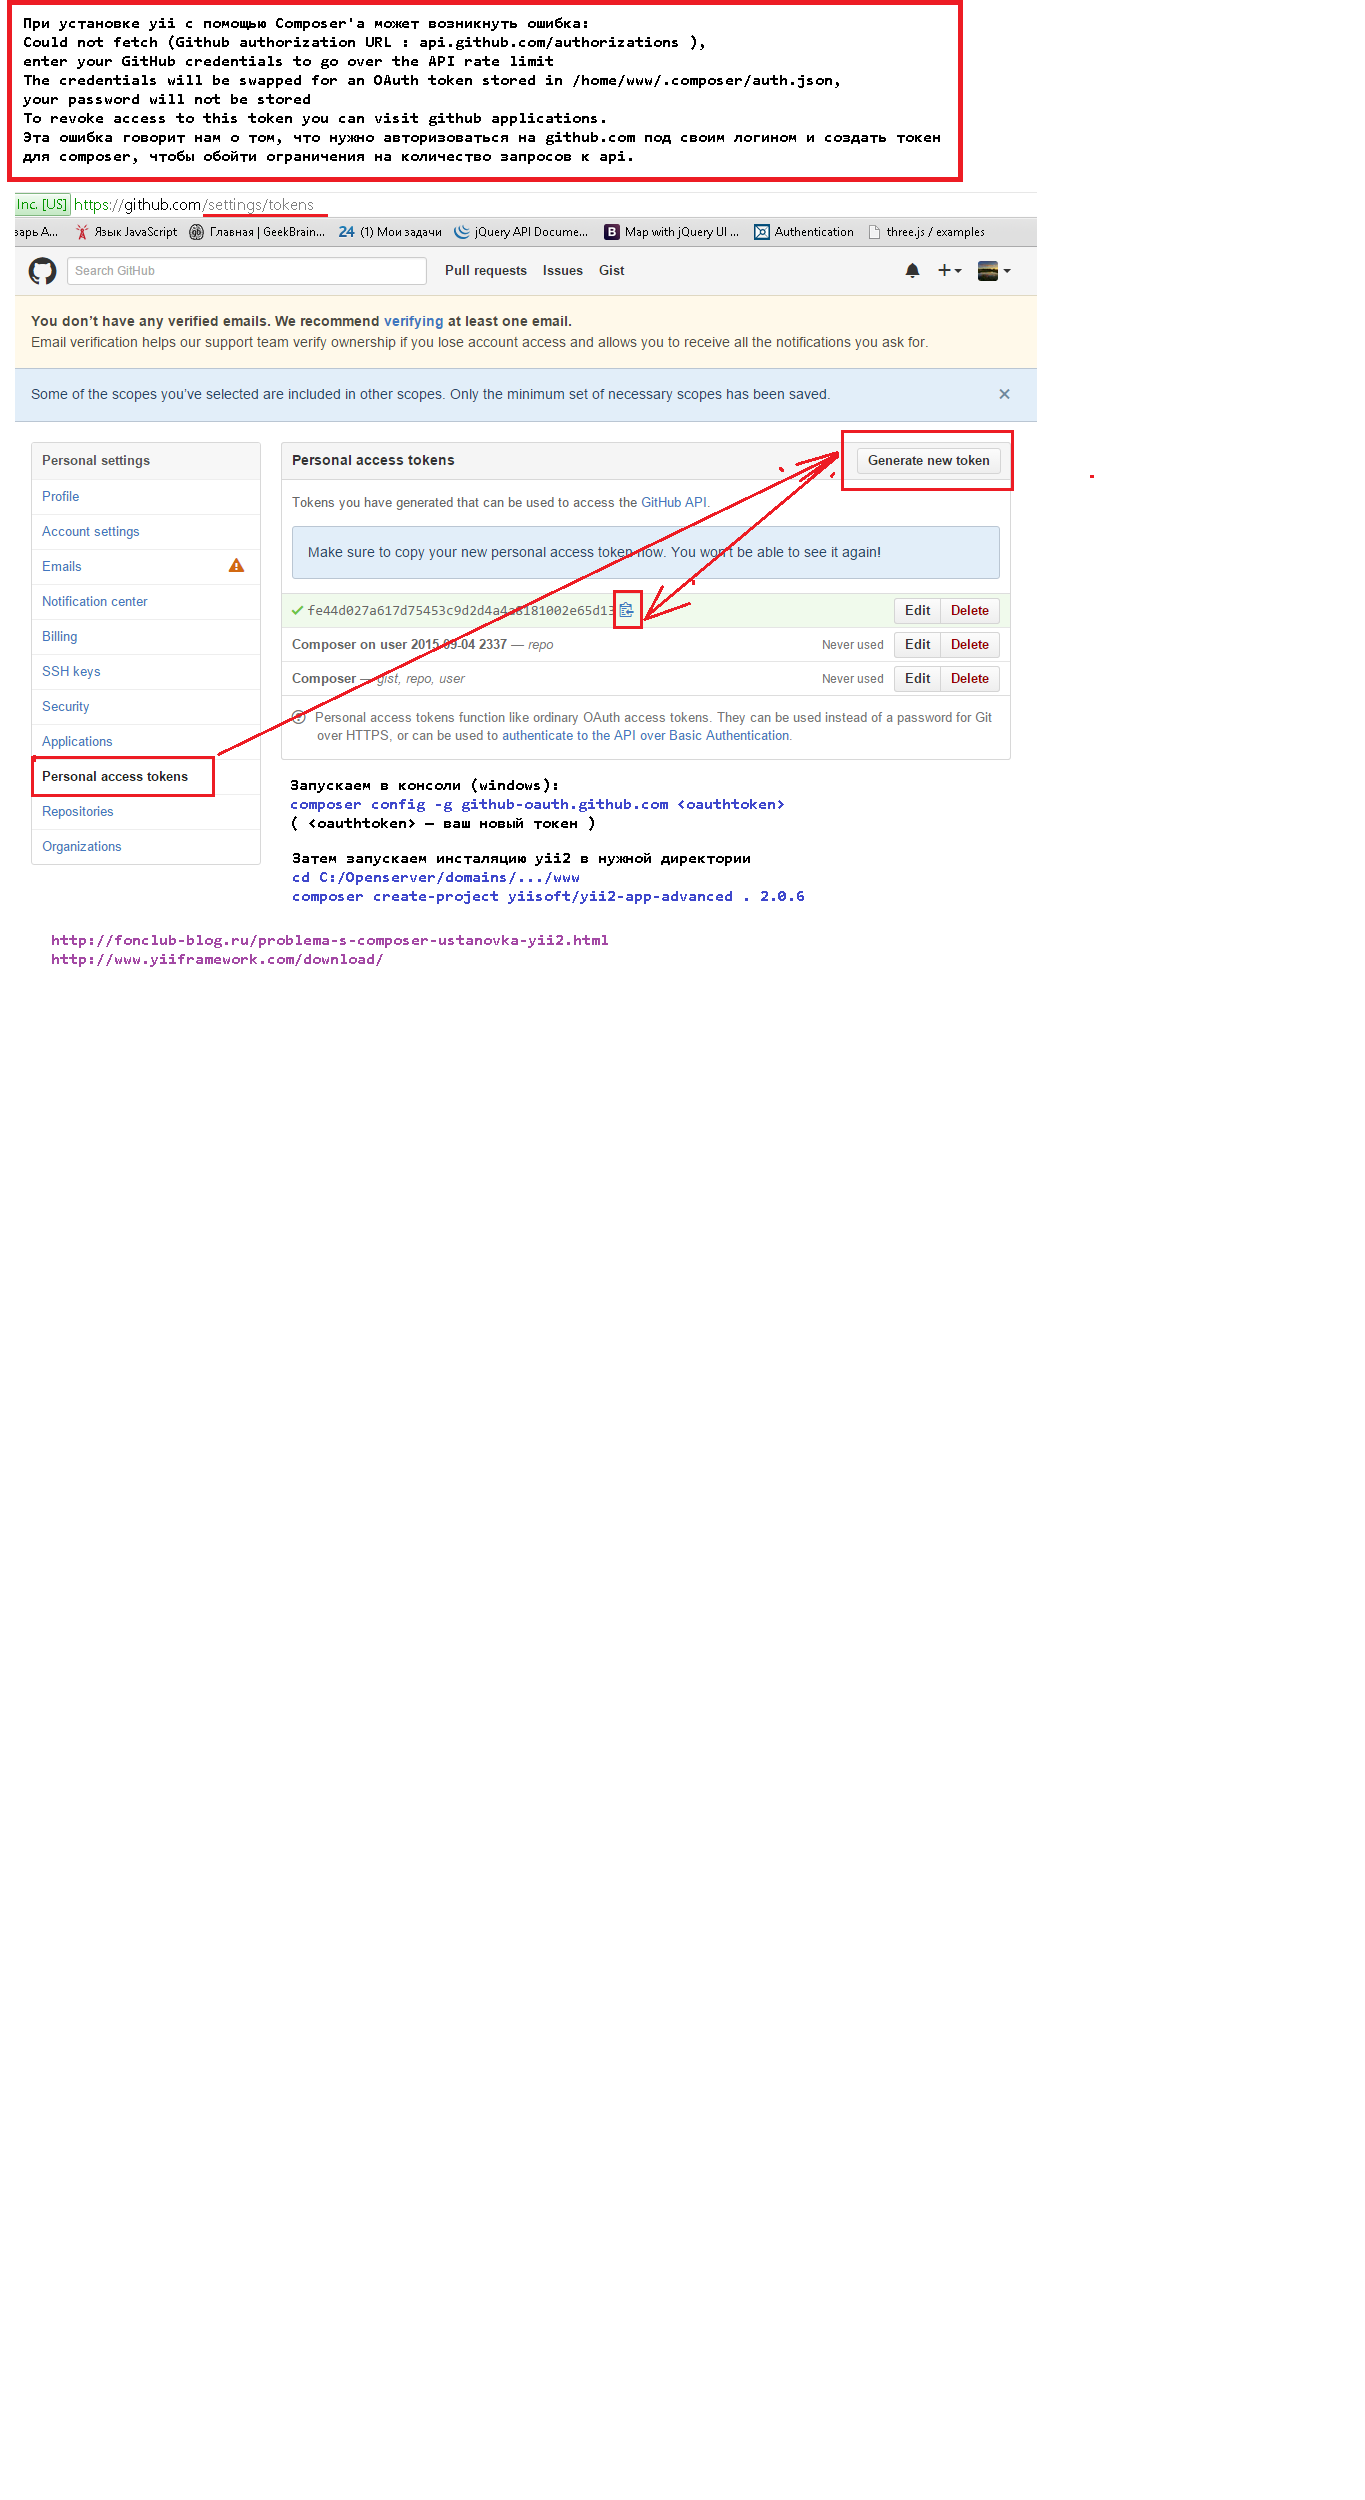 При установке yii с помощью Composer'а может возникнуть ошибка:
Could not fetch (Github authorization URL : api.github.com/authorizations ),
enter your GitHub credentials to go over the API rate limit
The credentials will be swapped for an OAuth token stored in /home/www/.composer/auth.json,
your password will not be stored
To revoke access to this token you can visit github applications.
Эта ошибка говорит нам о том, что нужно авторизоваться на github.com под своим логином и создать токен
для composer, чтобы обойти ограничения на количество запросов к api.
Inc. [US] https://github.com/settings/tokens
зарь А... Язык JavaScript Главная | GeekBrain... 24 (1) Мои задачи jQuery API Docume... B Map with jQuery UI ... Authentication three.js / examples
Search GitHub Pull requests Issues Gist
You don't have any verified emails. We recommend verifying at least one email.
Email verification helps our support team verify ownership if you lose account access and allows you to receive all the notifications you ask for.
Some of the scopes you've selected are included in other scopes. Only the minimum set of necessary scopes has been saved.
Personal settings
Profile
Account settings
Emails
Notification center
Billing
SSH keys
Security
Applications
Personal access tokens
Repositories
Organizations
Personal access tokens Generate new token
Tokens you have generated that can be used to access the GitHub API.
Make sure to copy your new personal access token now. You won't be able to see it again!
Edit Delete
Composer on user 2015-09-04 2337 — repo Never used Edit Delete
Composer — gist, repo, user Never used Edit Delete
Personal access tokens function like ordinary OAuth access tokens. They can be used instead of a password for Git
over HTTPS, or can be used to authenticate to the API over Basic Authentication.
Запускаем в консоли (windows):
composer config -g github-oauth.github.com <oauthtoken>
( <oauthtoken> — ваш новый токен )
Затем запускаем инсталяцию yii2 в нужной директории
cd C:/Openserver/domains/.../www
composer create-project yiisoft/yii2-app-advanced . 2.0.6
http://fonclub-blog.ru/problema-s-composer-ustanovka-yii2.html
http://www.yiiframework.com/download/